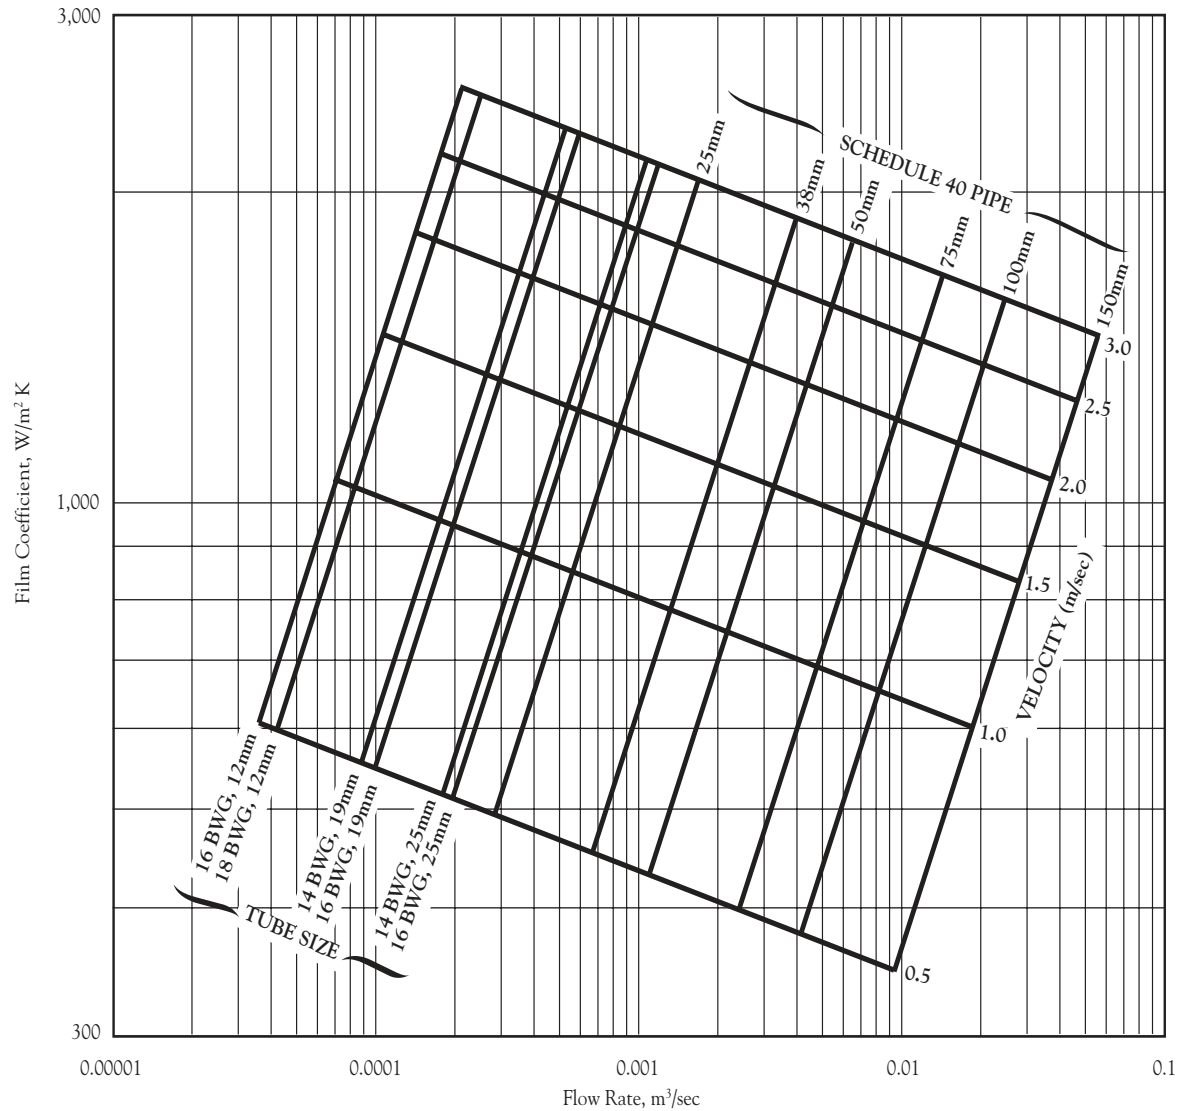 3,000
1,000
300
Film Coefficient, W/m² K
0.00001
0.0001
0.001
0.01
0.1
Flow Rate, m³/sec
SCHEDULE 40 PIPE
25mm
38mm
50mm
75mm
100mm
150mm
3.0
2.5
2.0
1.5
1.0
0.5
VELOCITY (m/sec)
16 BWG, 12mm
18 BWG, 12mm
14 BWG, 19mm
16 BWG, 19mm
14 BWG, 25mm
16 BWG, 25mm
TUBE SIZE